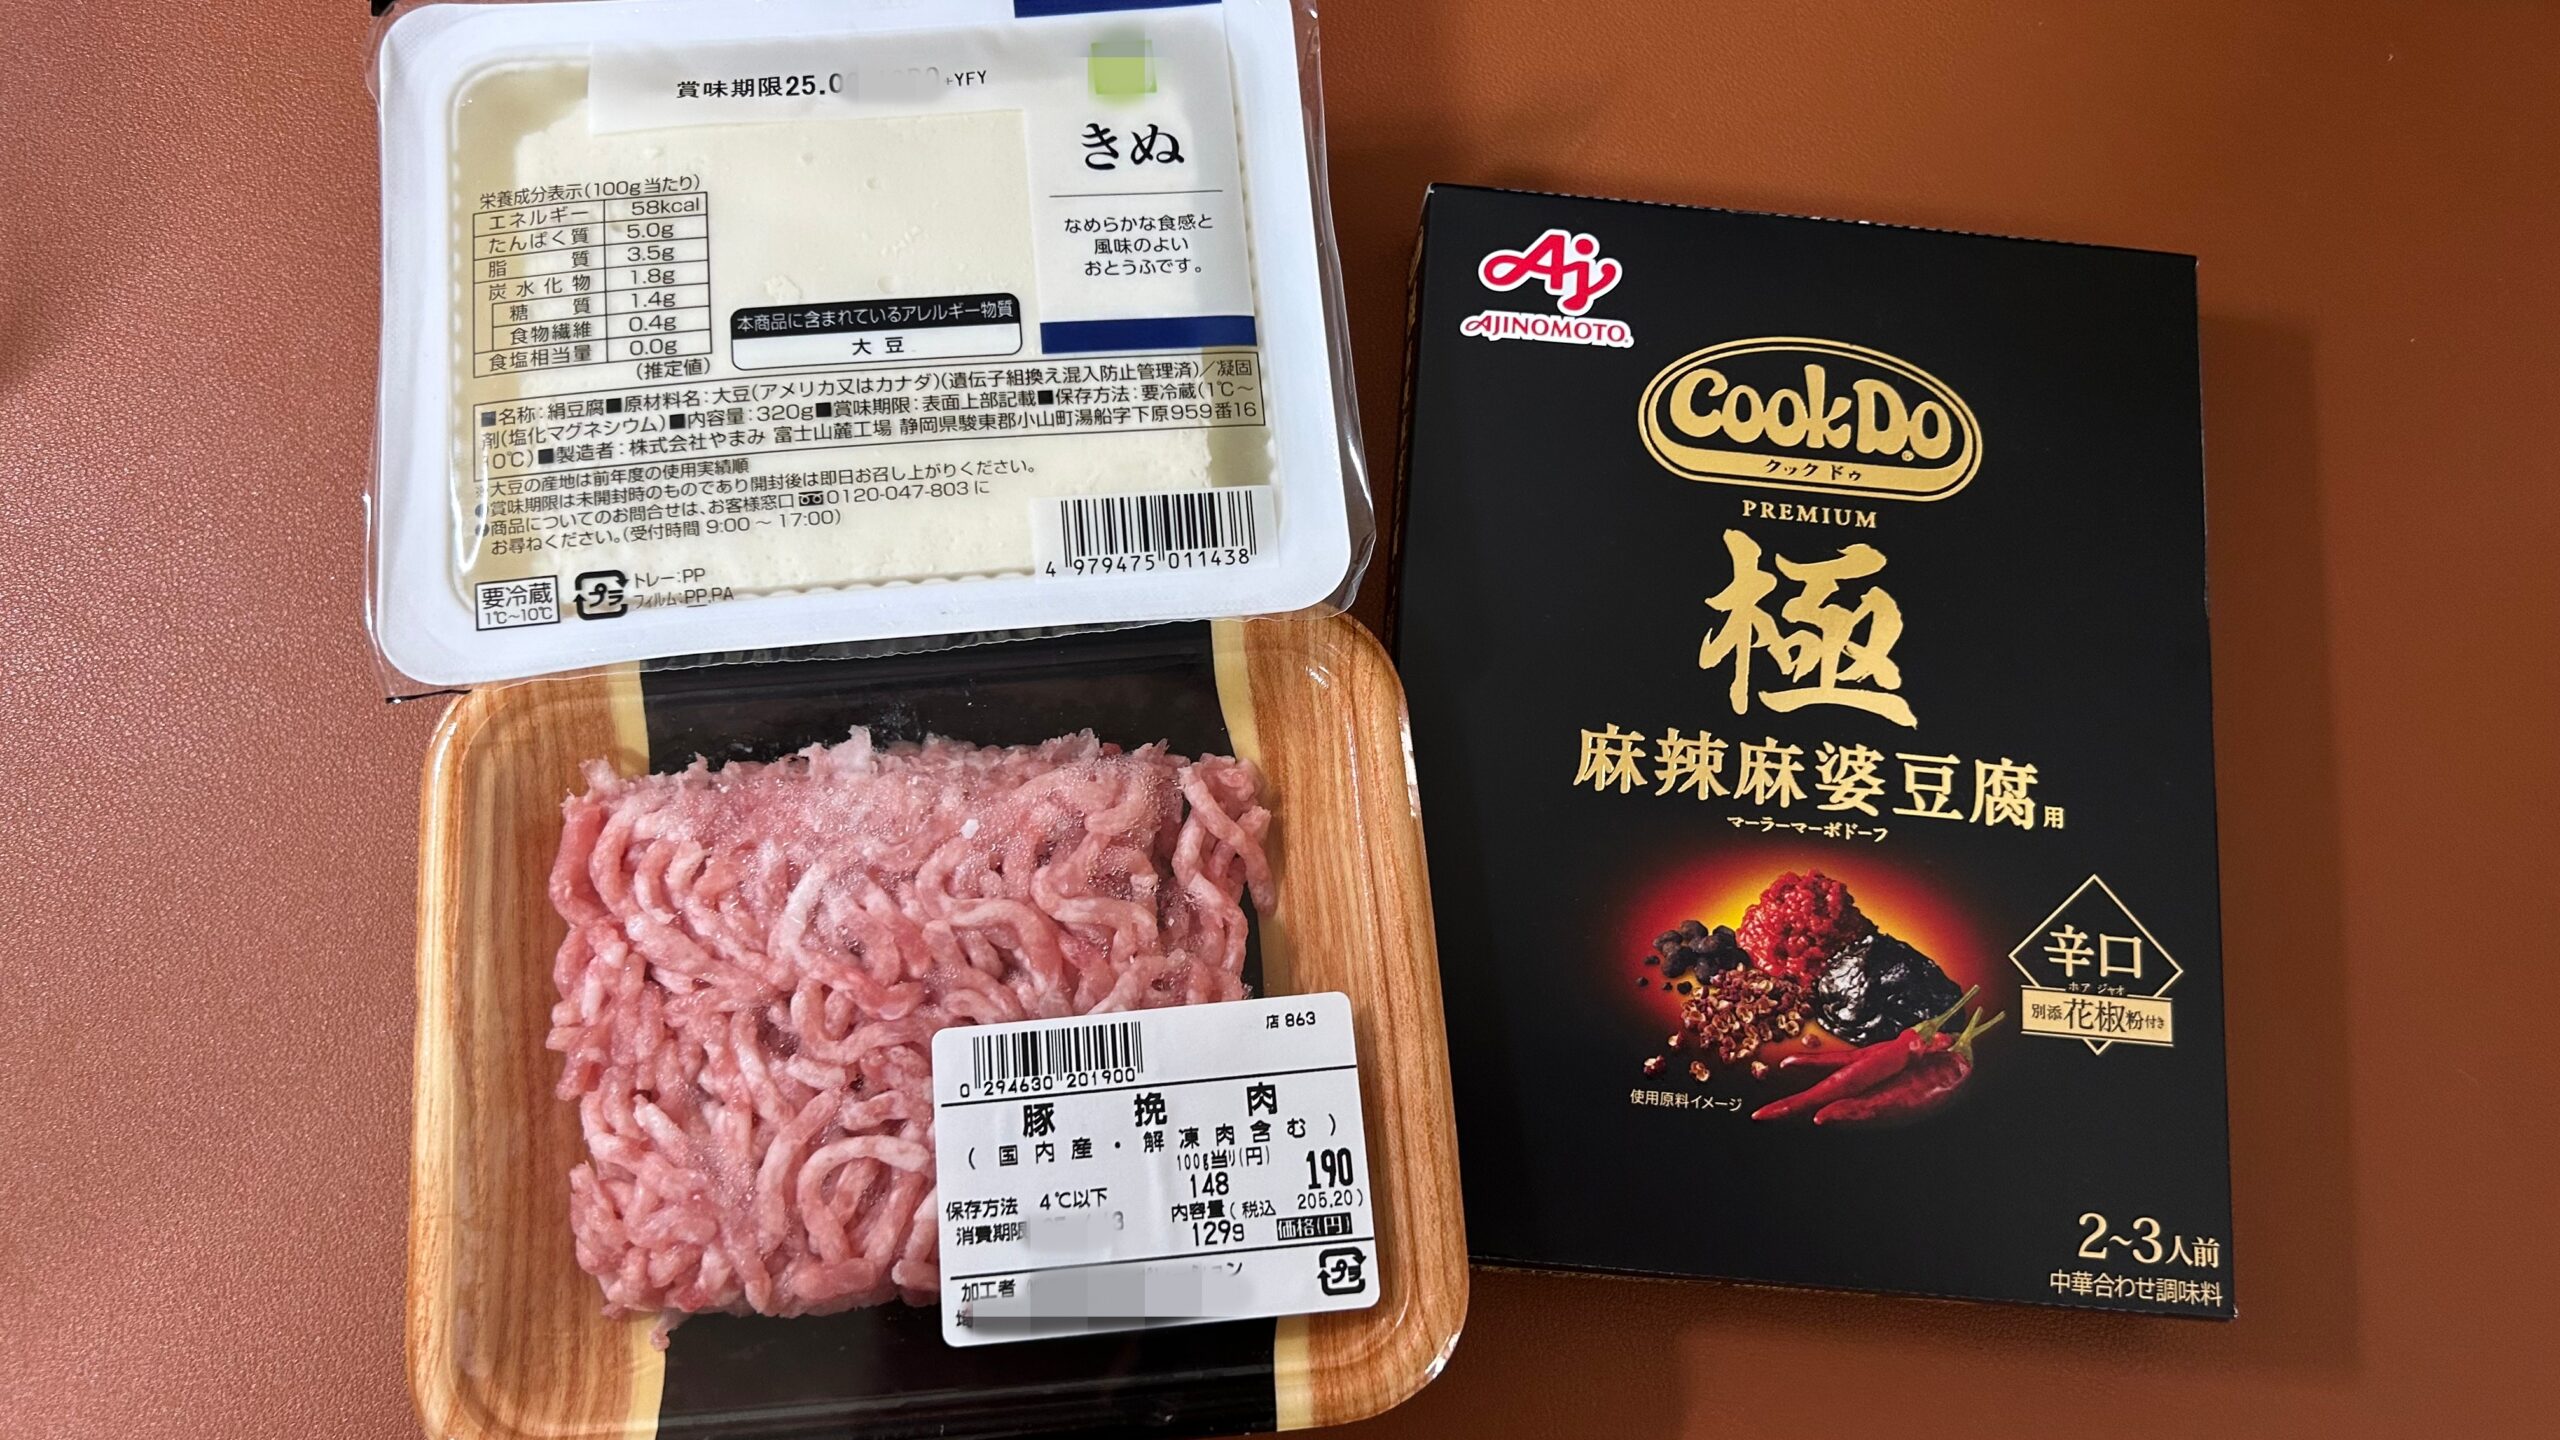 賞味期限25.0
+YFY
きぬ
なめらかな食感と
風味のよい
おとうふです。
栄養成分表示(100g当たり)
エネルギー 58kcal
たんぱく質 5.0g
脂質 3.5g
炭水化物 1.8g
糖質 1.4g
食物繊維 0.4g
食塩相当量 0.0g
(推定値)
本商品に含まれているアレルギー物質
大豆
■名称:絹豆腐■原材料名:大豆(アメリカ又はカナダ)(遺伝子組換え混入防止管理済)/凝固
剤(塩化マグネシウム)■内容量:320g■賞味期限:表面上部記載■保存方法:要冷蔵(1℃〜
10℃)■製造者:株式会社やまみ 富士山麓工場 静岡県駿東郡小山町湯船字下原959番16
※大豆の産地は前年度の使用実績順
●賞味期限は未開封時のものであり開封後は即日お召し上がりください。
●商品についてのお問合せは、お客様窓口0120-047-803に
お尋ねください。(受付時間 9:00 〜 17:00)
4 979475 011438
要冷蔵
1℃〜10℃
プラ
トレー:PP
フィルム:PP,PA
店 863
0 294630 201900
豚挽肉
(国内産・解凍肉含む)
100g当り(円)
148
190
保存方法 4℃以下
内容量(税込 205.20)
消費期限
129g
価格(円)
加工者
プラ
Aj
AJINOMOTO®
CookDo®
クックドゥ
PREMIUM
極
麻辣麻婆豆腐用
マーラーマーボドーフ
辛口
ホアジャオ
別添花椒粉付き
使用原料イメージ
2~3人前
中華合わせ調味料